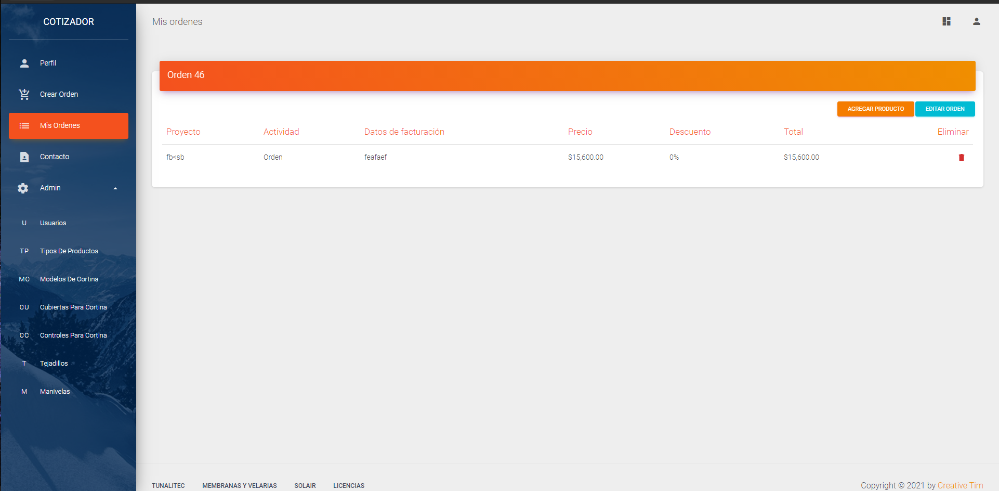 COTIZADOR
Perfil
Crear Orden
Mis Ordenes
Contacto
Admin
U Usuarios
TP Tipos De Productos
MC Modelos De Cortina
CU Cubiertas Para Cortina
CC Controles Para Cortina
T Tejadillos
M Manivelas
Mis ordenes
Orden 46
AGREGAR PRODUCTO EDITAR ORDEN
Proyecto Actividad Datos de facturación Precio Descuento Total Eliminar
fb<sb Orden feafaef $15,600.00 0% $15,600.00
TUNALITEC MEMBRANAS Y VELARIAS SOLAIR LICENCIAS
Copyright © 2021 by Creative Tim